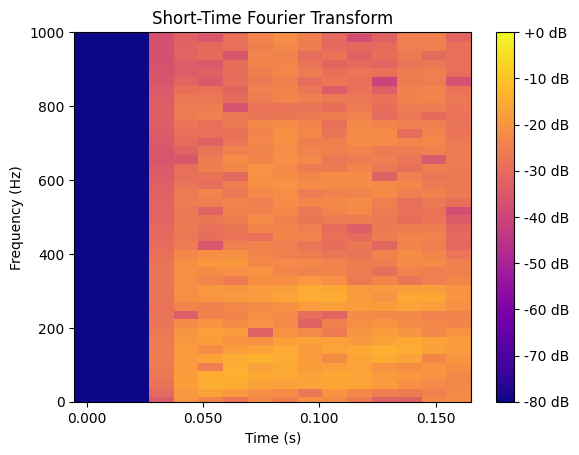 Short-Time Fourier Transform
1000
800
600
400
200
0
Frequency (Hz)
0.000
0.050
0.100
0.150
Time (s)
+0 dB
-10 dB
-20 dB
-30 dB
-40 dB
-50 dB
-60 dB
-70 dB
-80 dB